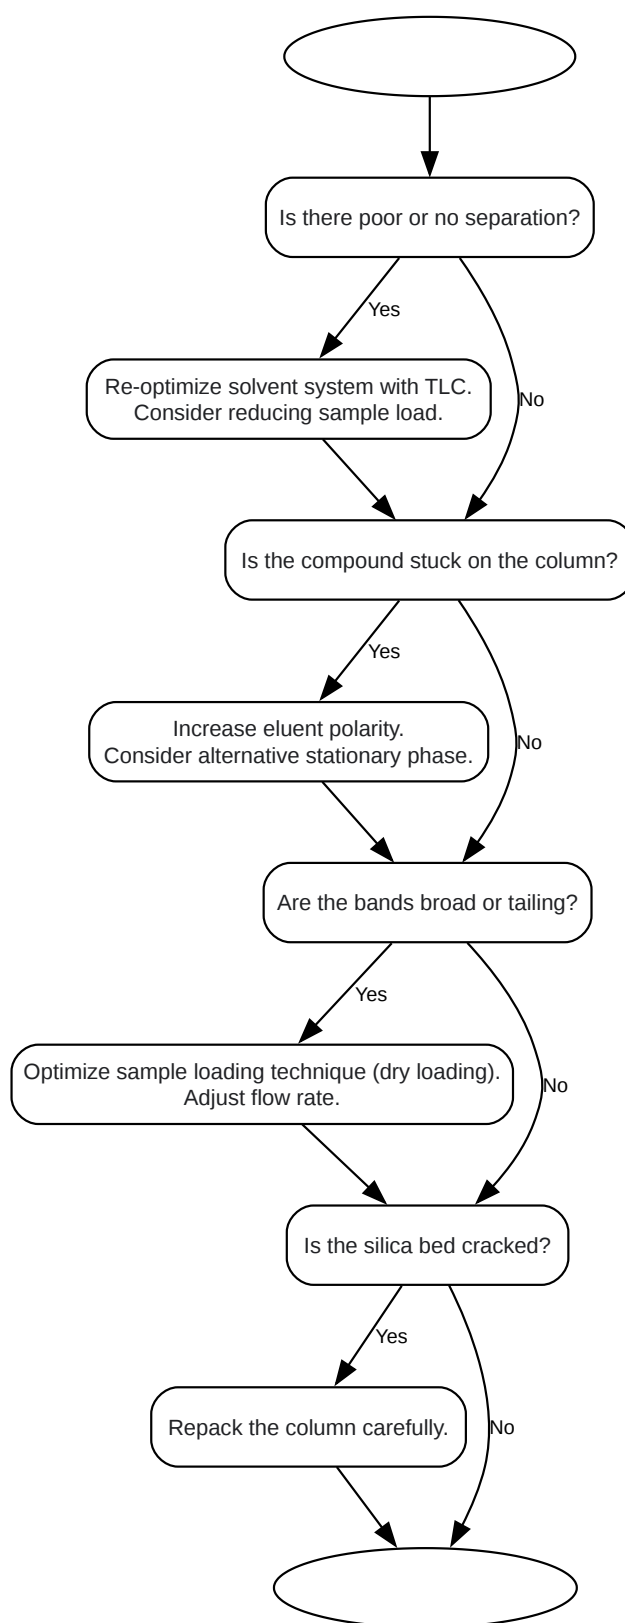 Is there poor or no separation?
Yes
Re-optimize solvent system with TLC.
Consider reducing sample load.
No
Is the compound stuck on the column?
Yes
Increase eluent polarity.
Consider alternative stationary phase.
No
Are the bands broad or tailing?
Yes
Optimize sample loading technique (dry loading).
Adjust flow rate.
No
Is the silica bed cracked?
Yes
Repack the column carefully.
No